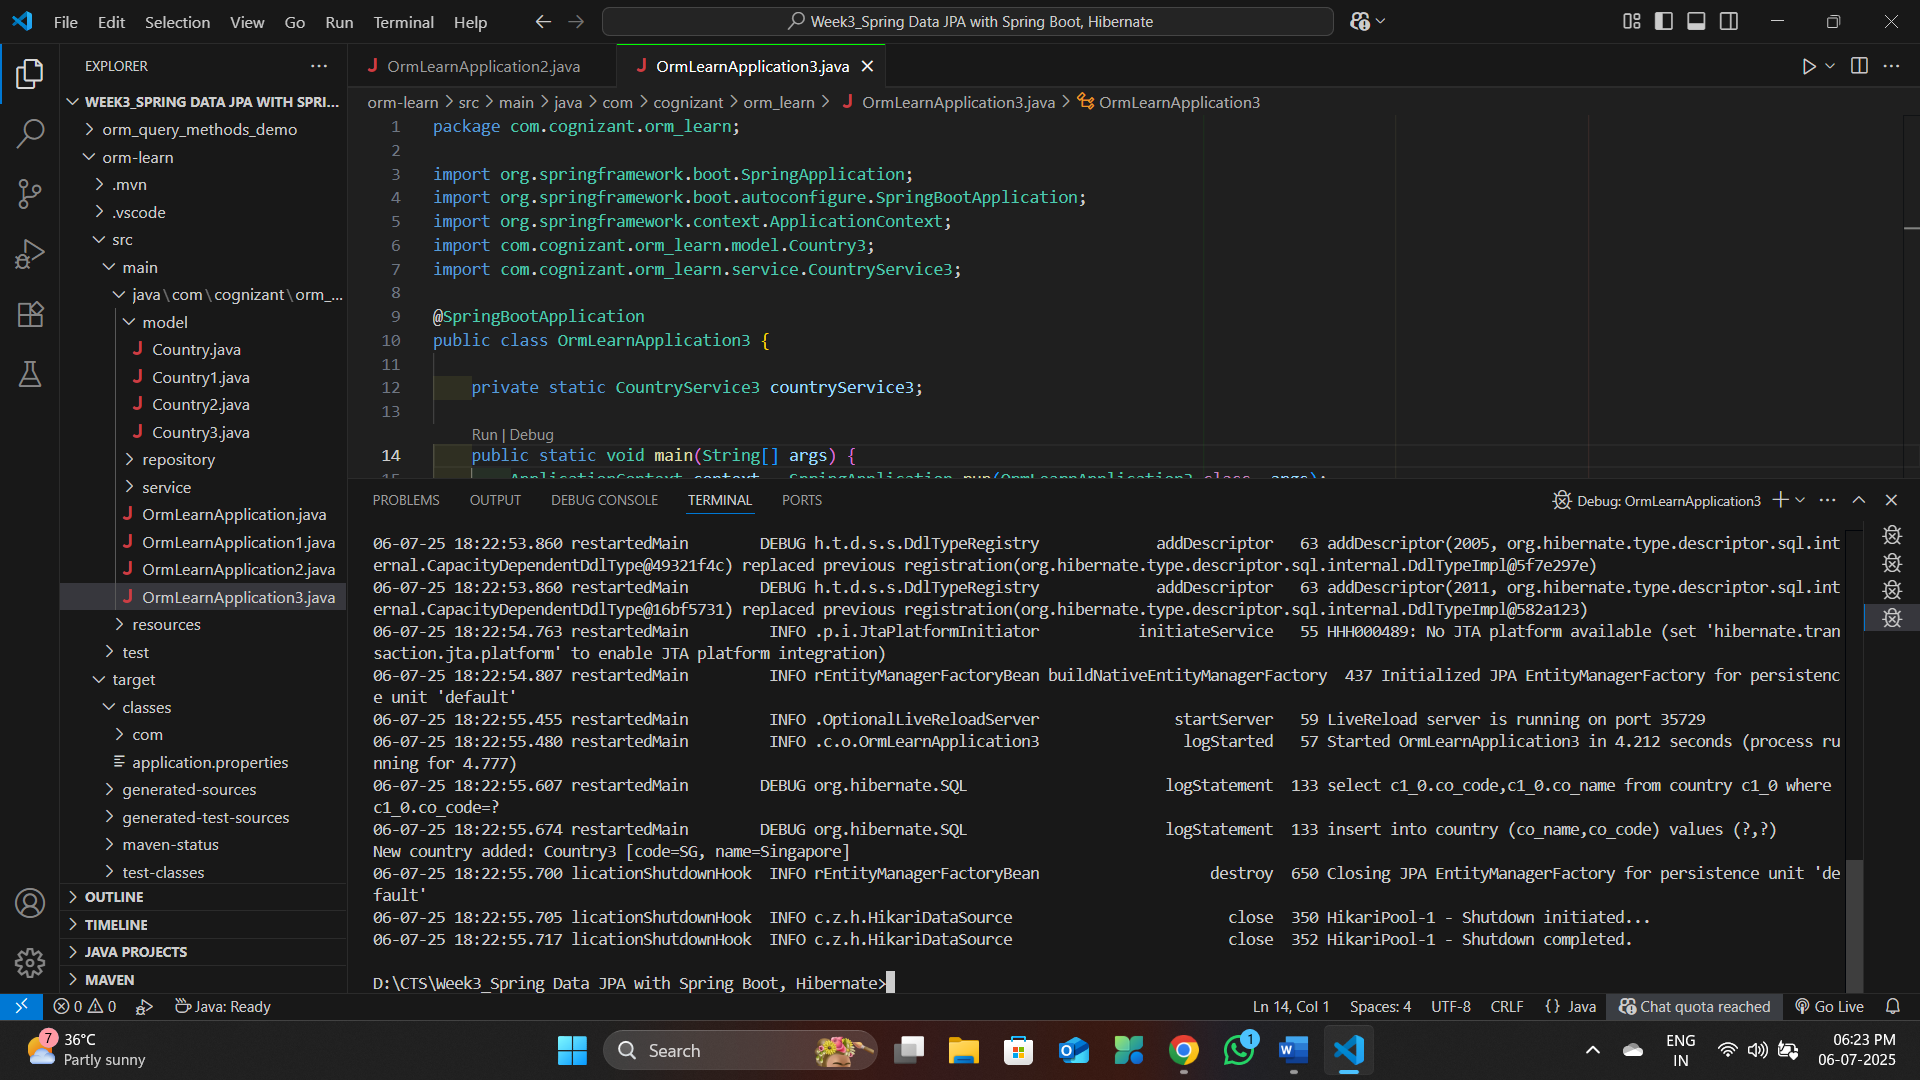 File Edit Selection View Go Run Terminal Help
Week3_Spring Data JPA with Spring Boot, Hibernate
EXPLORER
WEEK3_SPRING DATA JPA WITH SPRI...
orm_query_methods_demo
orm-learn
.mvn
.vscode
src
main
java\com\cognizant\orm_...
model
Country.java
Country1.java
Country2.java
Country3.java
repository
service
OrmLearnApplication.java
OrmLearnApplication1.java
OrmLearnApplication2.java
OrmLearnApplication3.java
resources
test
target
classes
com
application.properties
generated-sources
generated-test-sources
maven-status
test-classes
OUTLINE
TIMELINE
JAVA PROJECTS
MAVEN
OrmLearnApplication2.java OrmLearnApplication3.java
orm-learn > src > main > java > com > cognizant > orm_learn > OrmLearnApplication3.java > OrmLearnApplication3
1 package com.cognizant.orm_learn;
2
3 import org.springframework.boot.SpringApplication;
4 import org.springframework.boot.autoconfigure.SpringBootApplication;
5 import org.springframework.context.ApplicationContext;
6 import com.cognizant.orm_learn.model.Country3;
7 import com.cognizant.orm_learn.service.CountryService3;
8
9 @SpringBootApplication
10 public class OrmLearnApplication3 {
11
12 private static CountryService3 countryService3;
13
Run | Debug
14 public static void main(String[] args) {
15 ApplicationContext context = SpringApplication.run(OrmLearnApplication3.class, args);
PROBLEMS OUTPUT DEBUG CONSOLE TERMINAL PORTS
Debug: OrmLearnApplication3
06-07-25 18:22:53.860 restartedMain DEBUG h.t.d.s.s.DdlTypeRegistry addDescriptor 63 addDescriptor(2005, org.hibernate.type.descriptor.sql.int
ernal.CapacityDependentDdlType@49321f4c) replaced previous registration(org.hibernate.type.descriptor.sql.internal.DdlTypeImpl@5f7e297e)
06-07-25 18:22:53.860 restartedMain DEBUG h.t.d.s.s.DdlTypeRegistry addDescriptor 63 addDescriptor(2011, org.hibernate.type.descriptor.sql.int
ernal.CapacityDependentDdlType@16bf5731) replaced previous registration(org.hibernate.type.descriptor.sql.internal.DdlTypeImpl@582a123)
06-07-25 18:22:54.763 restartedMain INFO .p.i.JtaPlatformInitiator initiateService 55 HHH000489: No JTA platform available (set 'hibernate.tran
saction.jta.platform' to enable JTA platform integration)
06-07-25 18:22:54.807 restartedMain INFO rEntityManagerFactoryBean buildNativeEntityManagerFactory 437 Initialized JPA EntityManagerFactory for persistenc
e unit 'default'
06-07-25 18:22:55.455 restartedMain INFO .OptionalLiveReloadServer startServer 59 LiveReload server is running on port 35729
06-07-25 18:22:55.480 restartedMain INFO .c.o.OrmLearnApplication3 logStarted 57 Started OrmLearnApplication3 in 4.212 seconds (process ru
nning for 4.777)
06-07-25 18:22:55.607 restartedMain DEBUG org.hibernate.SQL logStatement 133 select c1_0.co_code,c1_0.co_name from country c1_0 where
c1_0.co_code=?
06-07-25 18:22:55.674 restartedMain DEBUG org.hibernate.SQL logStatement 133 insert into country (co_name,co_code) values (?,?)
New country added: Country3 [code=SG, name=Singapore]
06-07-25 18:22:55.700 licationShutdownHook INFO rEntityManagerFactoryBean destroy 650 Closing JPA EntityManagerFactory for persistence unit 'de
fault'
06-07-25 18:22:55.705 licationShutdownHook INFO c.z.h.HikariDataSource close 350 HikariPool-1 - Shutdown initiated...
06-07-25 18:22:55.717 licationShutdownHook INFO c.z.h.HikariDataSource close 352 HikariPool-1 - Shutdown completed.
D:\CTS\Week3_Spring Data JPA with Spring Boot, Hibernate>
0 0 Java: Ready Ln 14, Col 1 Spaces: 4 UTF-8 CRLF {} Java Chat quota reached Go Live
7
36°C
Partly sunny
Search
1
ENG
IN
06:23 PM
06-07-2025